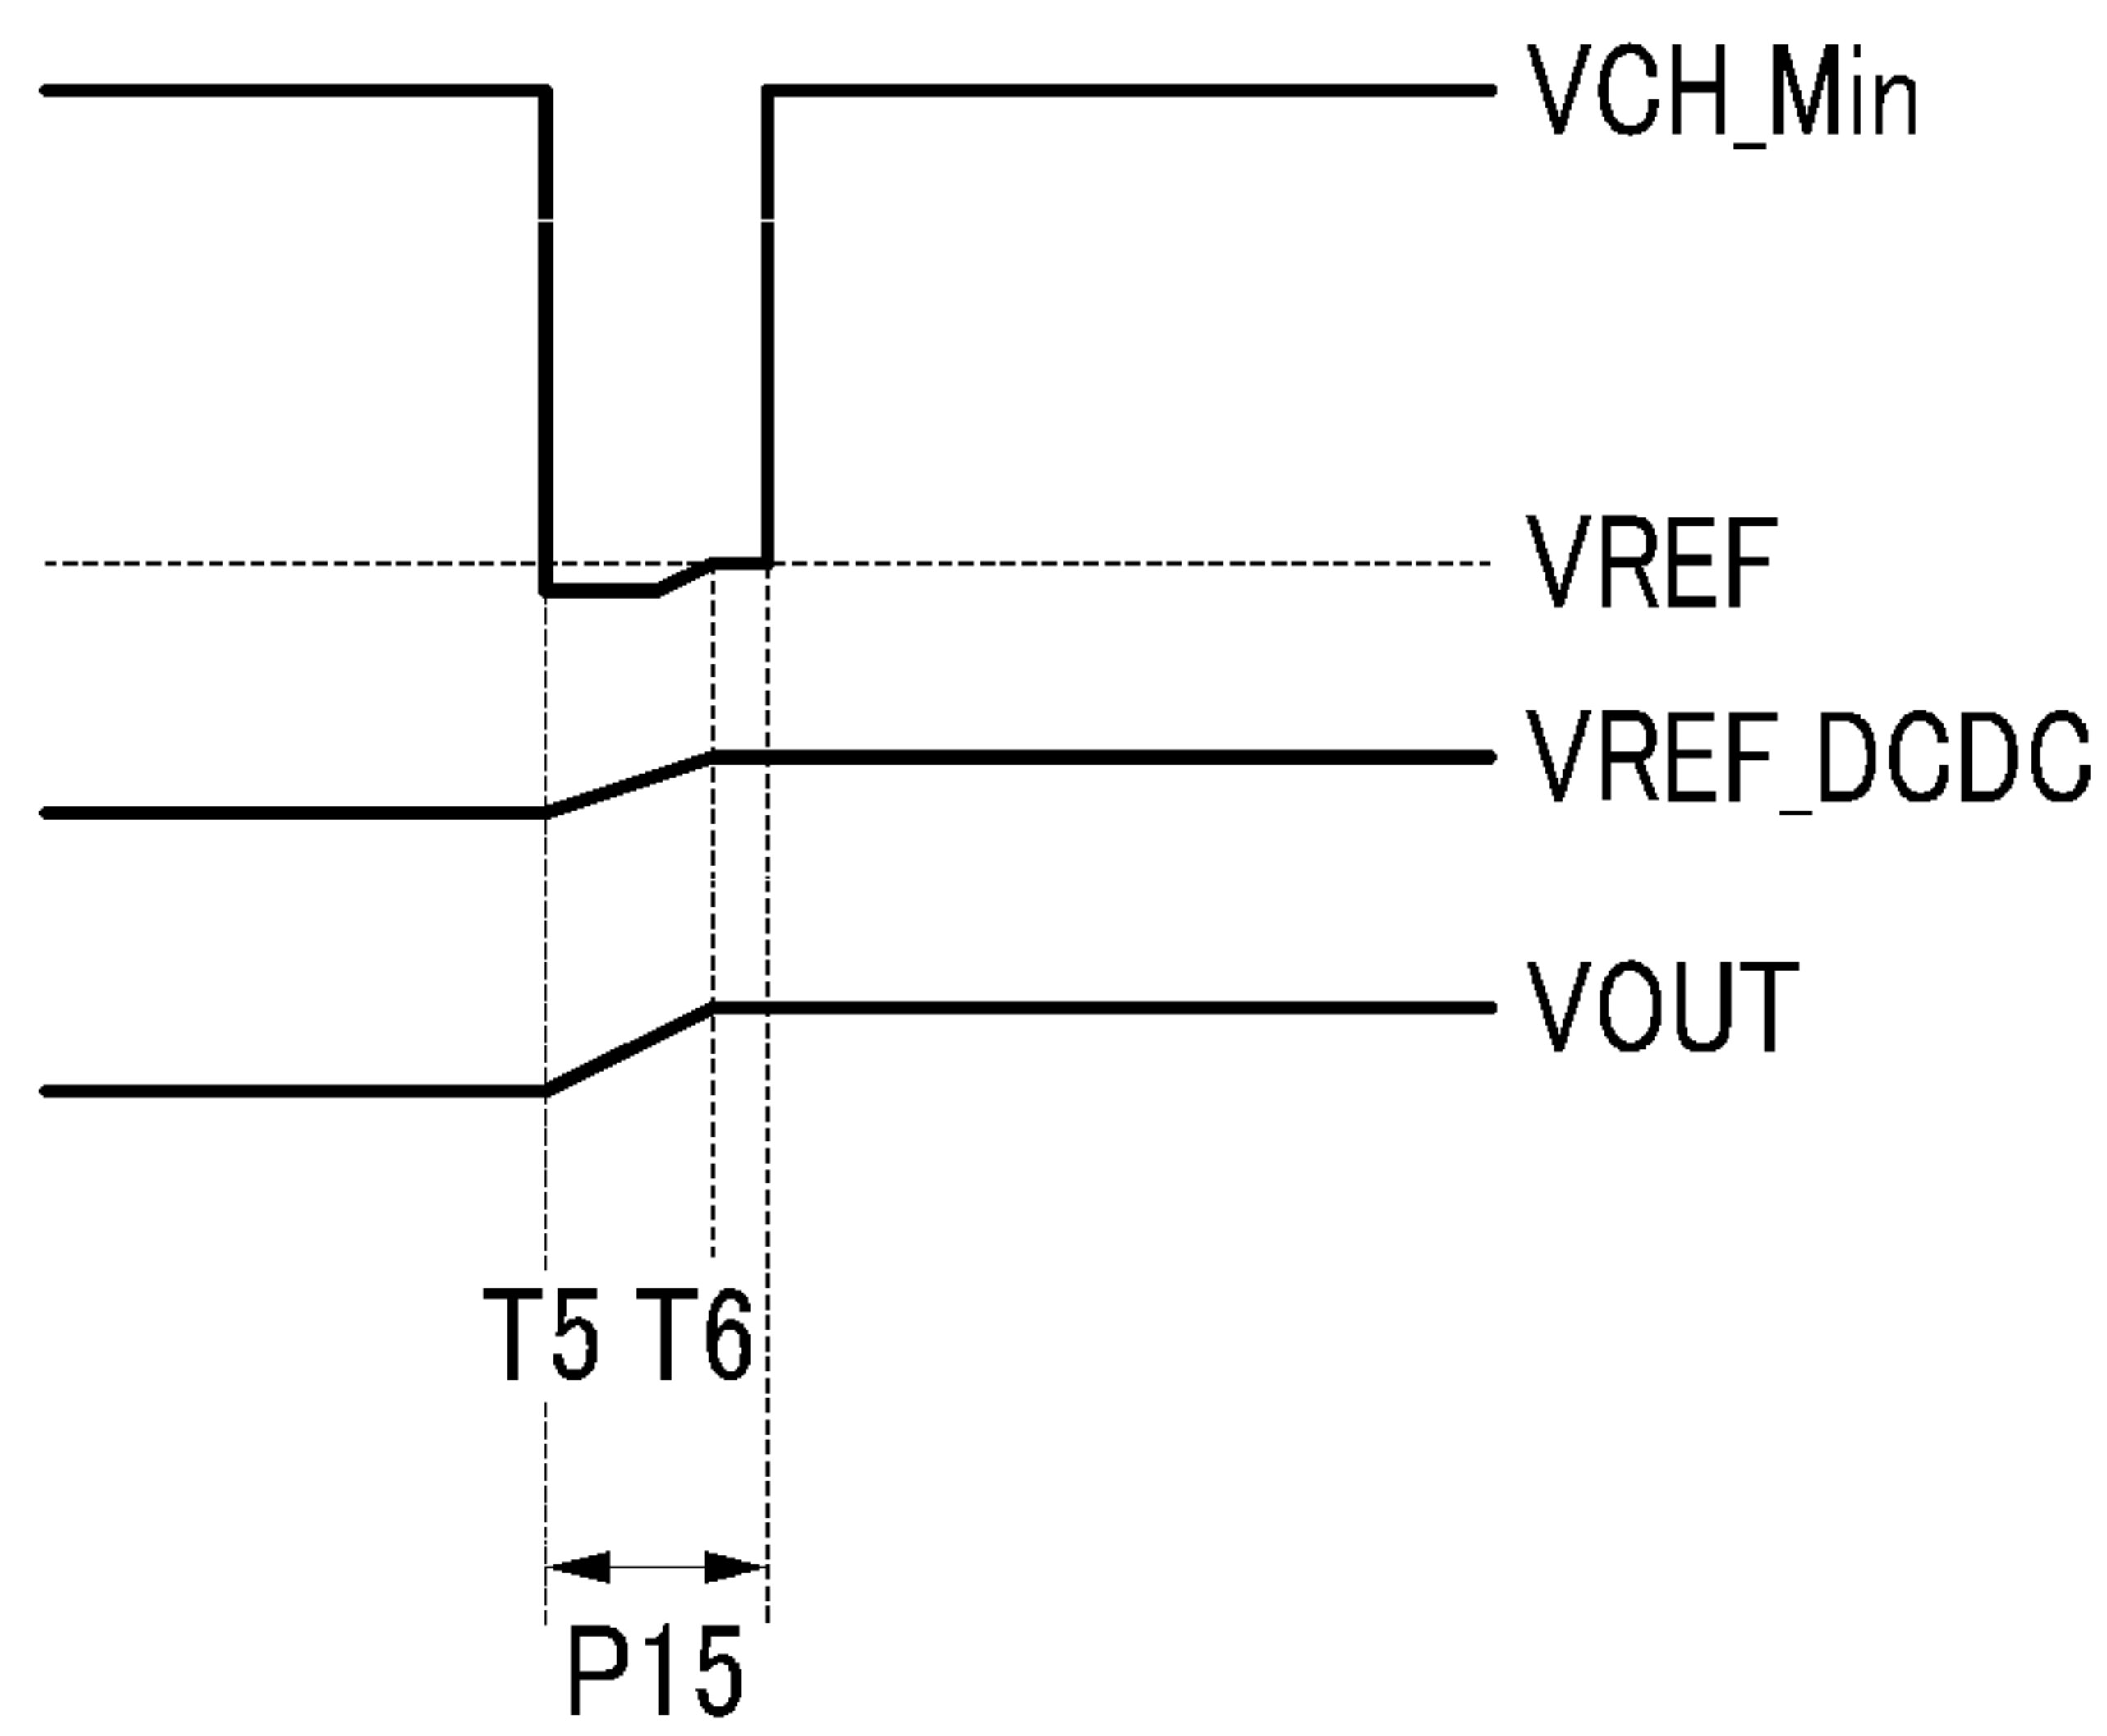 VCH_Min
VREF
VREF_DCDC
VOUT
T5 T6
P15